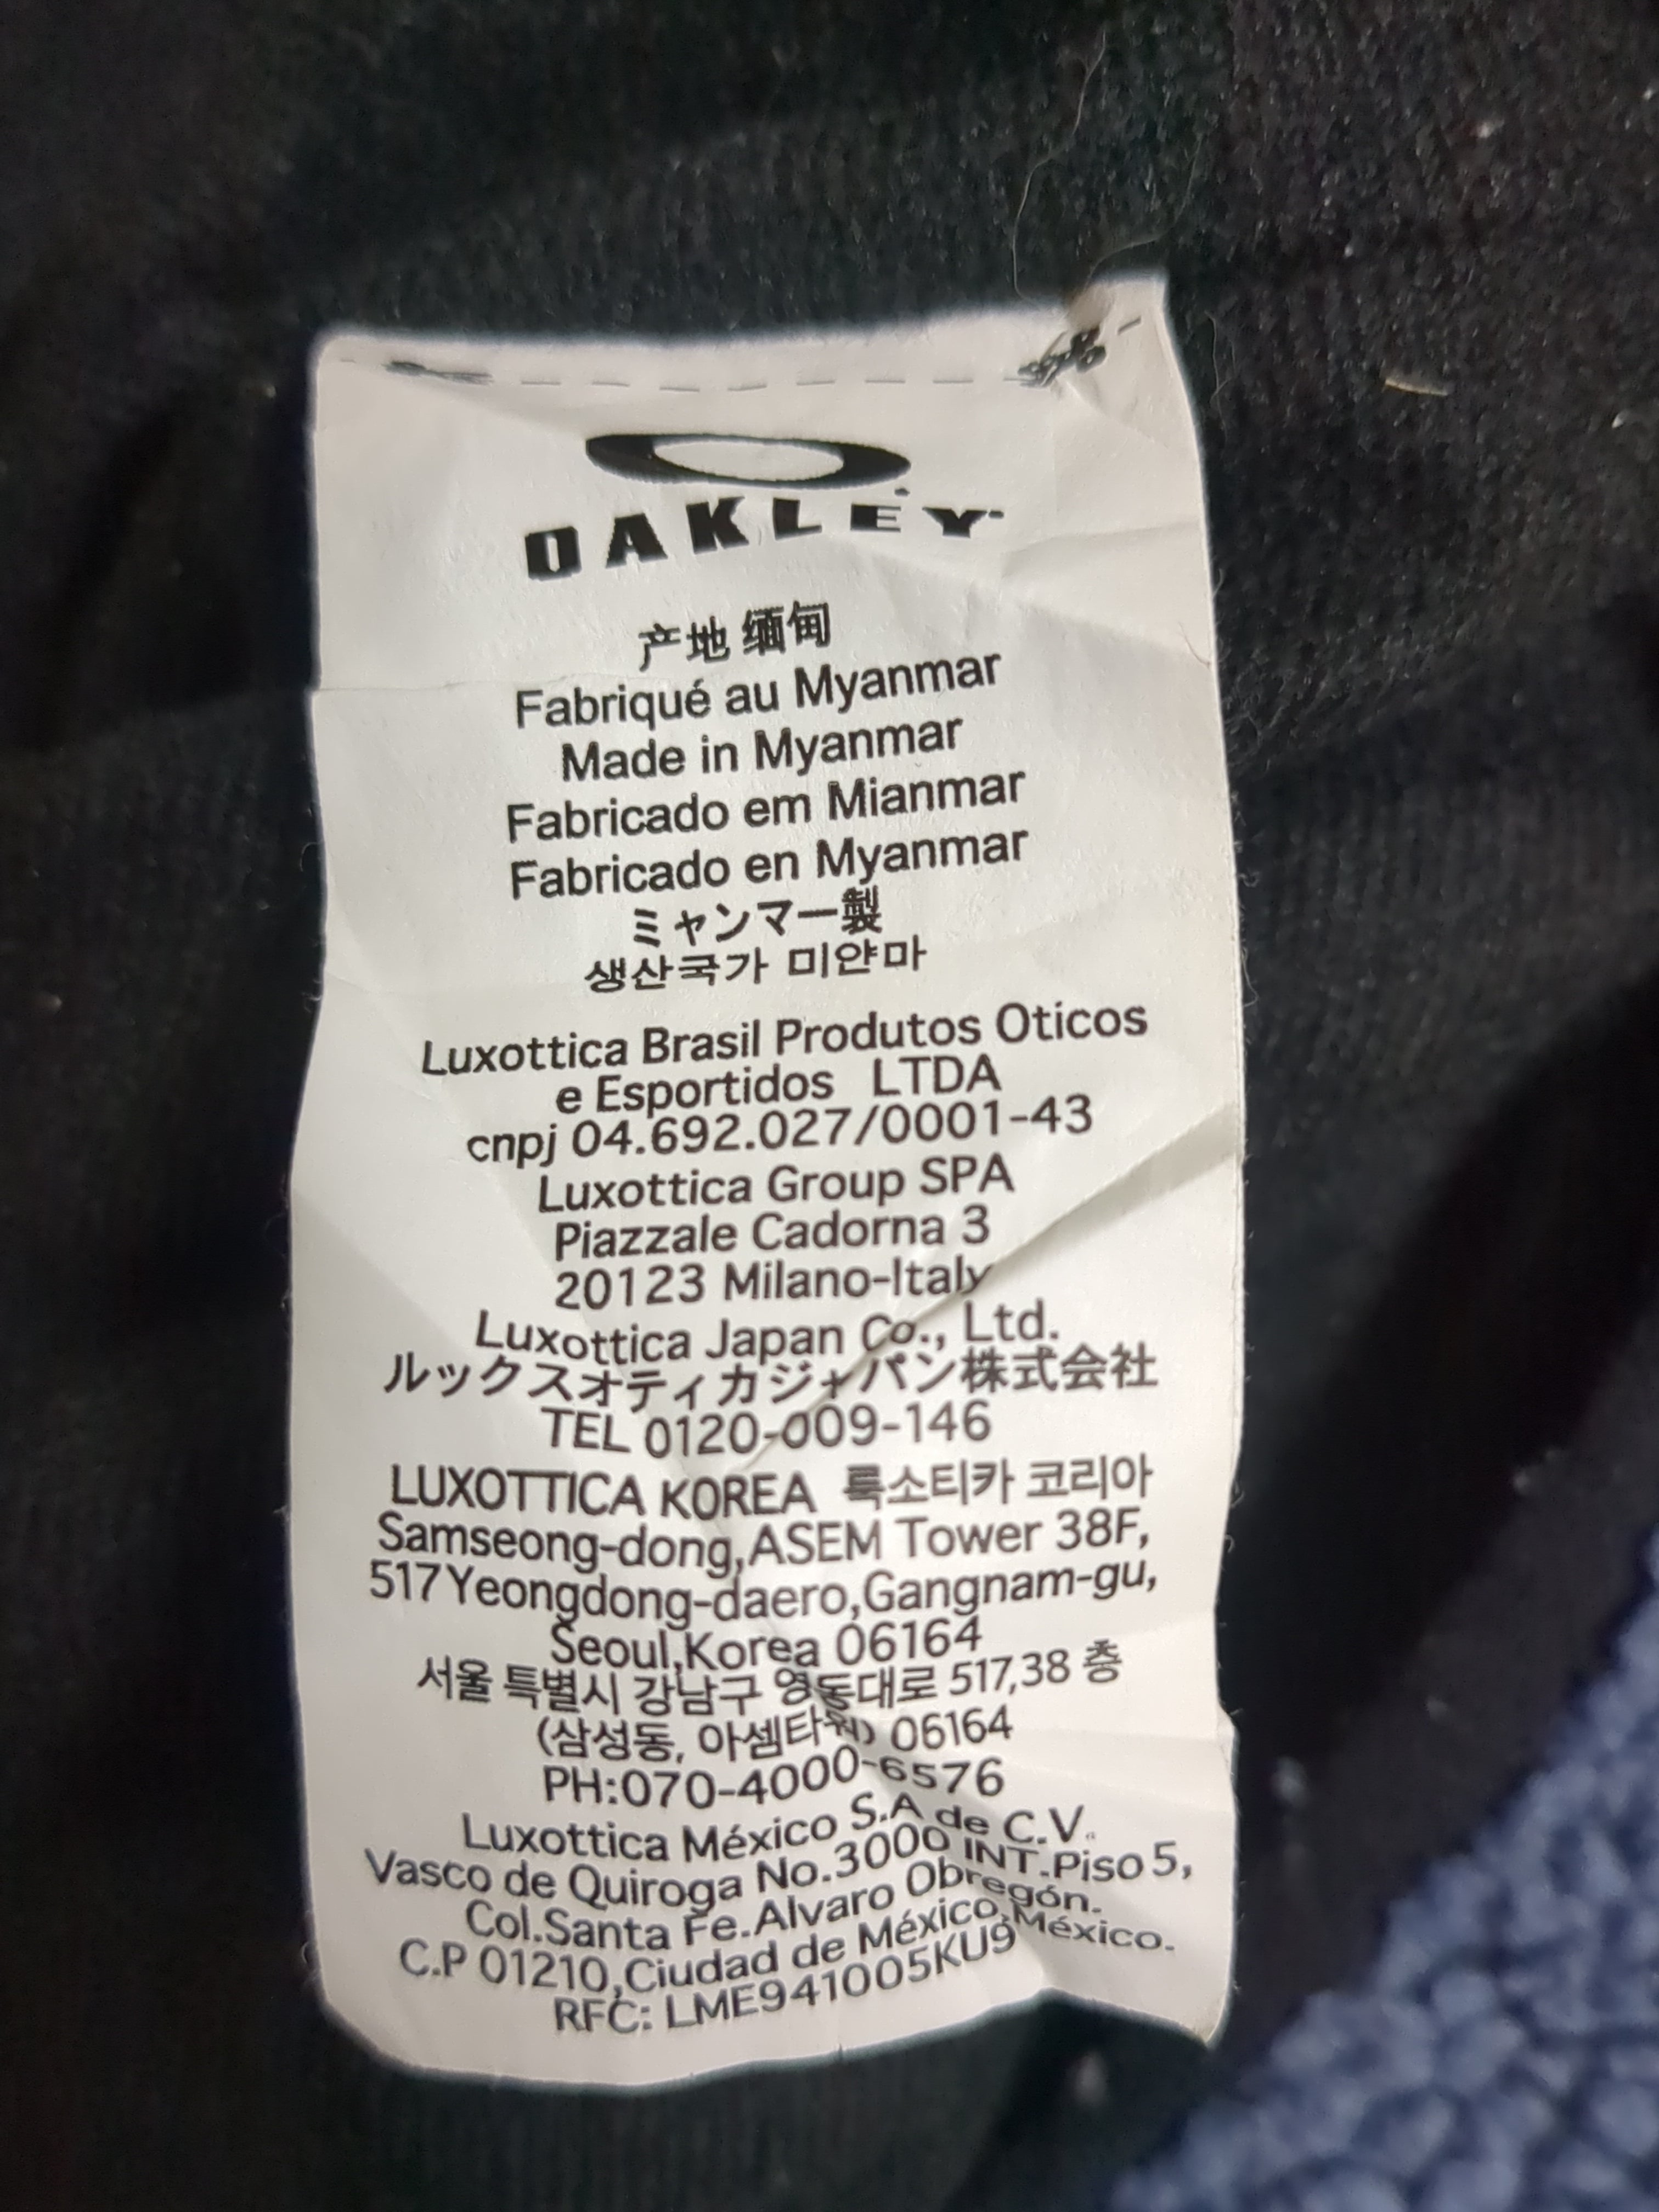 OAKLEY
产地 缅甸
Fabriqué au Myanmar
Made in Myanmar
Fabricado em Mianmar
Fabricado en Myanmar
ミャンマー製
생산국가 미얀마
Luxottica Brasil Produtos Oticos
e Esportidos LTDA
cnpj 04.692.027/0001-43
Luxottica Group SPA
Piazzale Cadorna 3
20123 Milano-Italy
Luxottica Japan Co., Ltd.
ルックスオティカジャパン株式会社
TEL 0120-009-146
LUXOTTICA KOREA 룩소티카 코리아
Samseong-dong,ASEM Tower 38F,
517Yeongdong-daero,Gangnam-gu,
Seoul,Korea 06164
서울 특별시 강남구 영동대로 517,38 층
(삼성동, 아셈타워) 06164
PH:070-4000-6576
Luxottica México S.A de C.V.
Vasco de Quiroga No.3000 INT.Piso 5,
Col.Santa Fe.Alvaro Obregón.
C.P 01210,Ciudad de México,México.
RFC: LME941005KU9